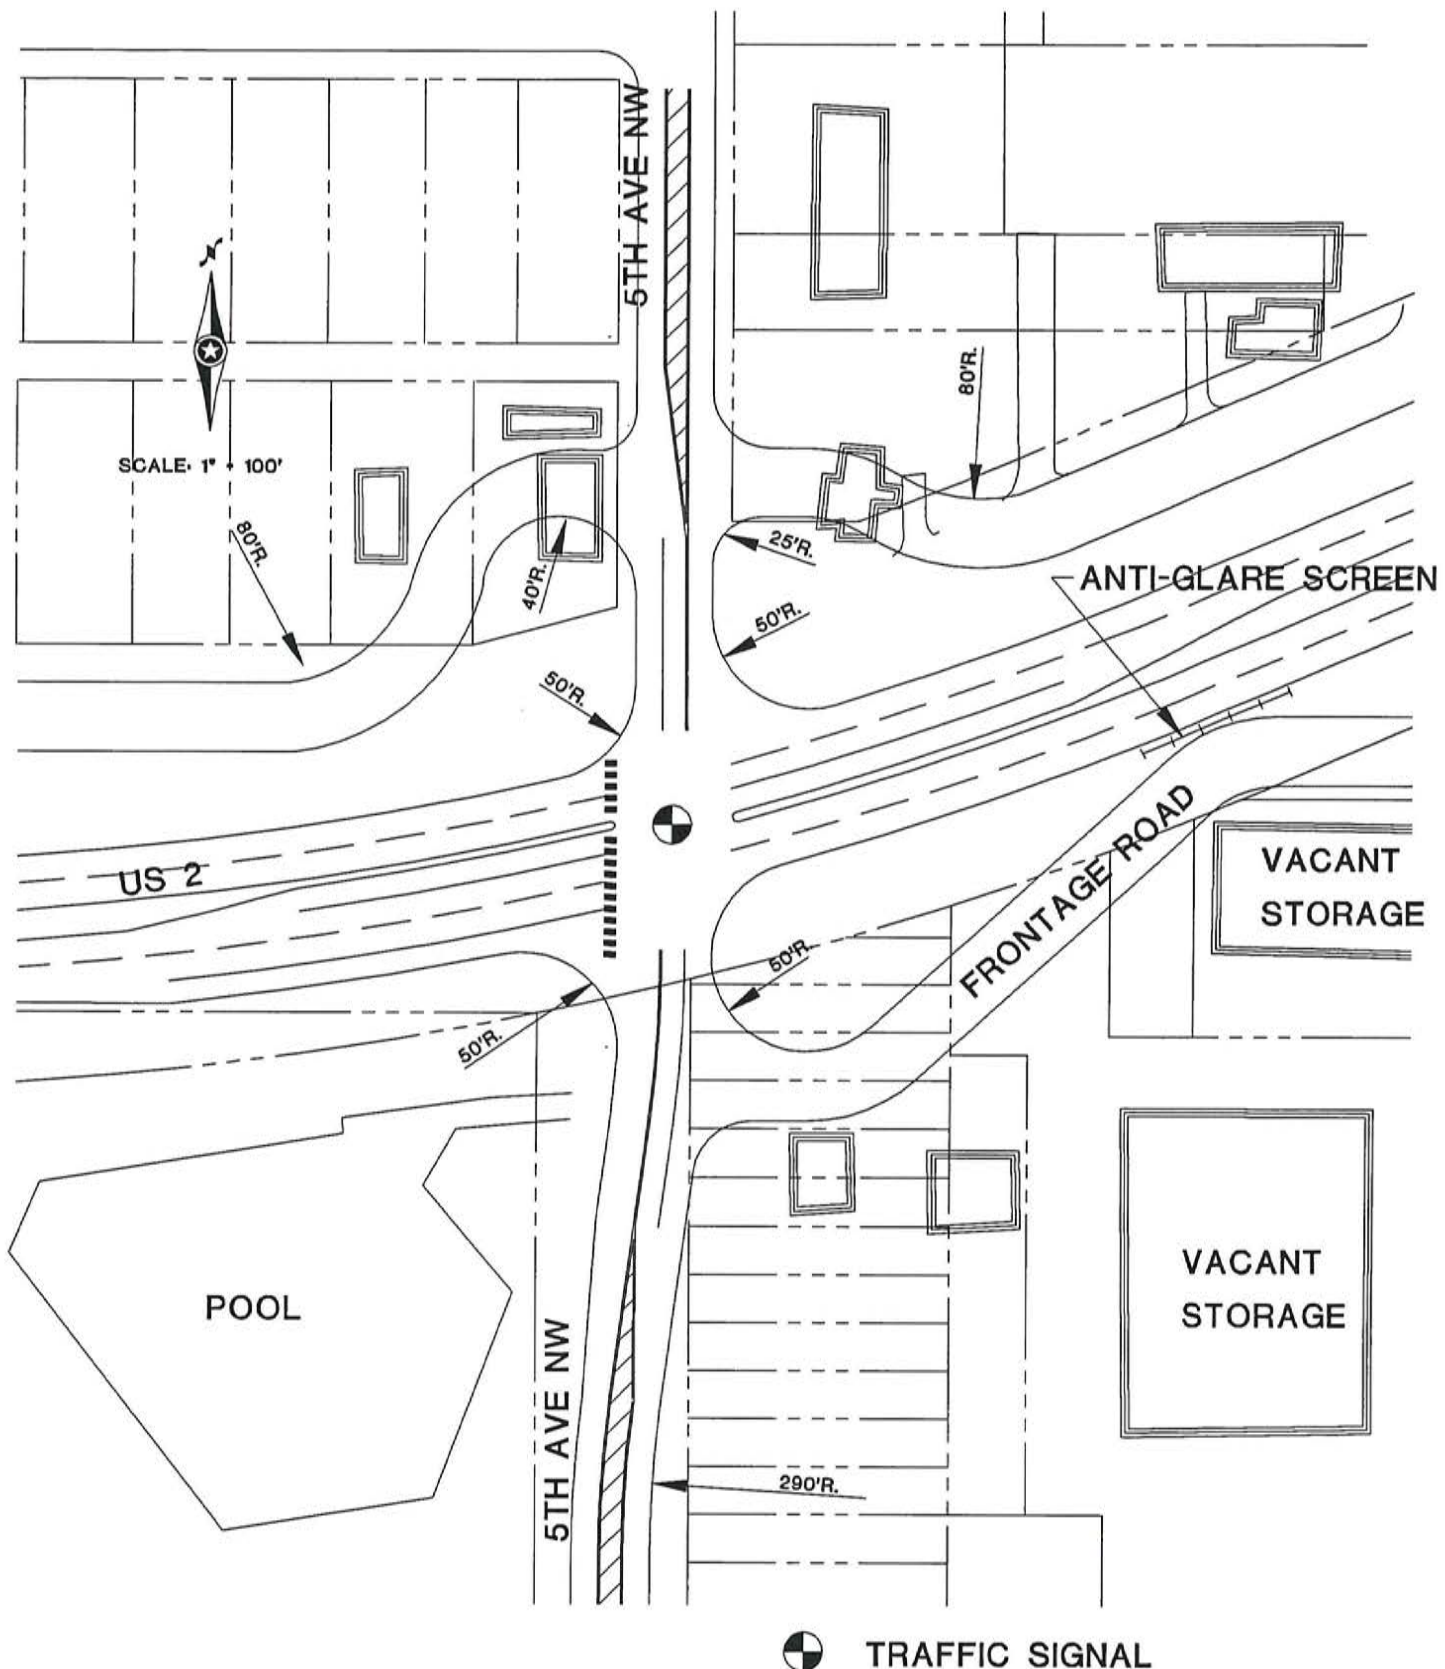 5TH AVE NW
SCALE: 1" = 100'
80'R.
80'R.
40'R.
25'R.
50'R.
ANTI-GLARE SCREEN
50'R.
US 2
FRONTAGE ROAD
VACANT
STORAGE
50'R.
50'R.
POOL
VACANT
STORAGE
5TH AVE NW
290'R.
TRAFFIC SIGNAL